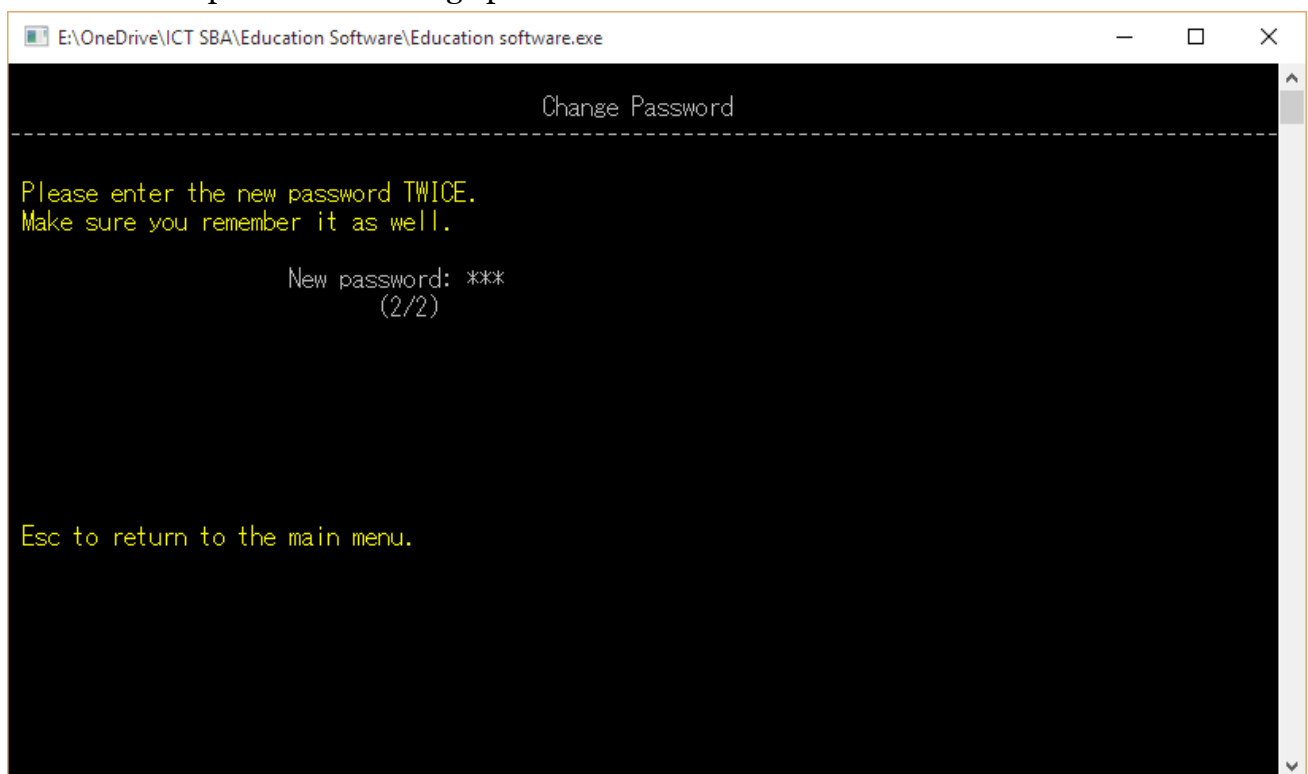 E:\OneDrive\ICT SBA\Education Software\Education software.exe
Change Password
--------------------------------------------------------------------------------
Please enter the new password TWICE.
Make sure you remember it as well.
New password: ***
(2/2)
Esc to return to the main menu.